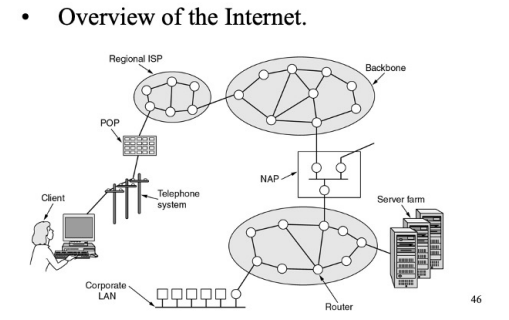 • Overview of the Internet.
Regional ISP
Backbone
POP
NAP
Client
Telephone
system
Server farm
Corporate
LAN
Router
46